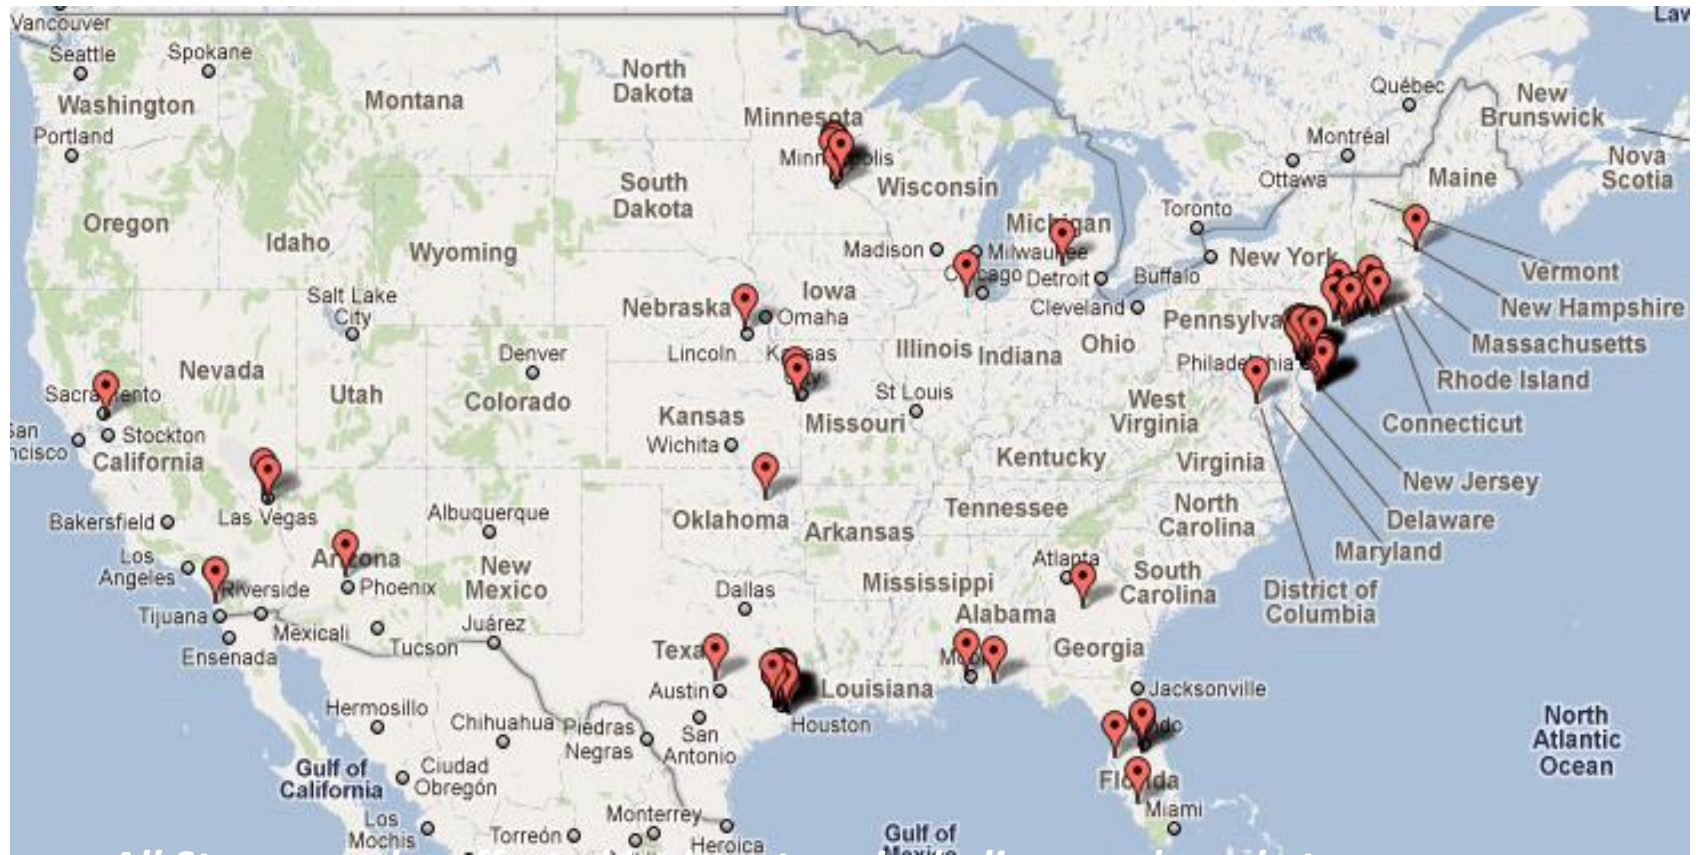 Vancouver
Seattle
Spokane
Washington
Portland
Montana
North
Dakota
Minnesota
Lav
Québec
New
Brunswick
Montréal
Ottawa
Maine
Nova
Scotia
Oregon
Idaho
Wyoming
South
Dakota
Wisconsin
Michigan
Toronto
Madison
Milwaukee
Detroit
Buffalo
New York
Cleveland
Vermont
New Hampshire
Massachusetts
Rhode Island
Connecticut
New Jersey
Delaware
Maryland
District of
Columbia
Salt Lake
City
Nebraska
Iowa
Omaha
Lincoln
Illinois
Indiana
Ohio
Pennsylva
Philadelphia
Nevada
Utah
Denver
Colorado
Kansas
Wichita
Missouri
St Louis
West
Virginia
Virginia
Kentucky
Stockton
California
Bakersfield
Las Vegas
Los
Angeles
Riverside
Arizona
Phoenix
Albuquerque
New
Mexico
Oklahoma
Arkansas
Tennessee
North
Carolina
Atlanta
South
Carolina
Mississippi
Alabama
Georgia
Dallas
Tijuana
Mexicali
Tucson
Juárez
Ensenada
Texa
Austin
Louisiana
Houston
San
Antonio
Jacksonville
Hermosillo
Chihuahua
Piedras
Negras
Gulf of
California
Ciudad
Obregón
Los
Mochis
Torreón
Monterrey
Heroica
Florida
Miami
Gulf of
Mexico
North
Atlantic
Ocean